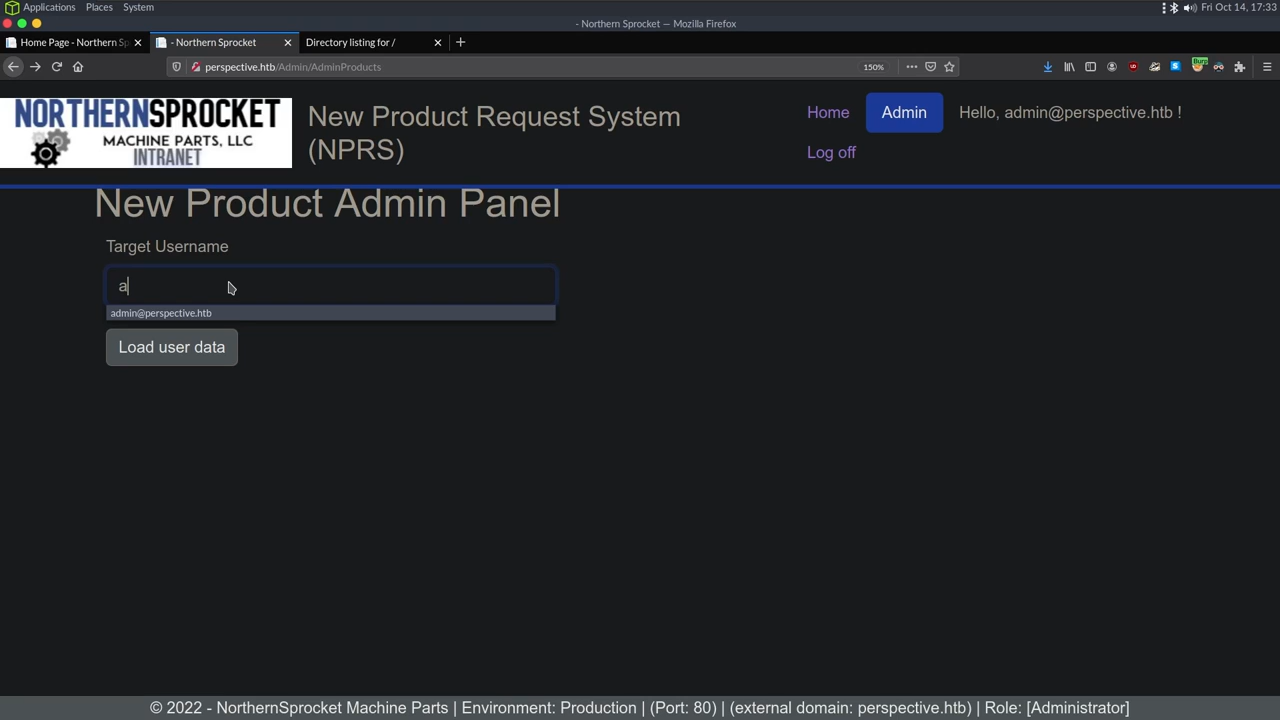 Applications Places System
Fri Oct 14, 17:33
- Northern Sprocket — Mozilla Firefox
Home Page - Northern Sp
- Northern Sprocket
Directory listing for /
perspective.htb/Admin/AdminProducts
150%
NORTHERNSPROCKET
MACHINE PARTS, LLC
INTRANET
New Product Request System
(NPRS)
Home
Admin
Hello, admin@perspective.htb !
Log off
New Product Admin Panel
Target Username
a
admin@perspective.htb
Load user data
© 2022 - NorthernSprocket Machine Parts | Environment: Production | (Port: 80) | (external domain: perspective.htb) | Role: [Administrator]